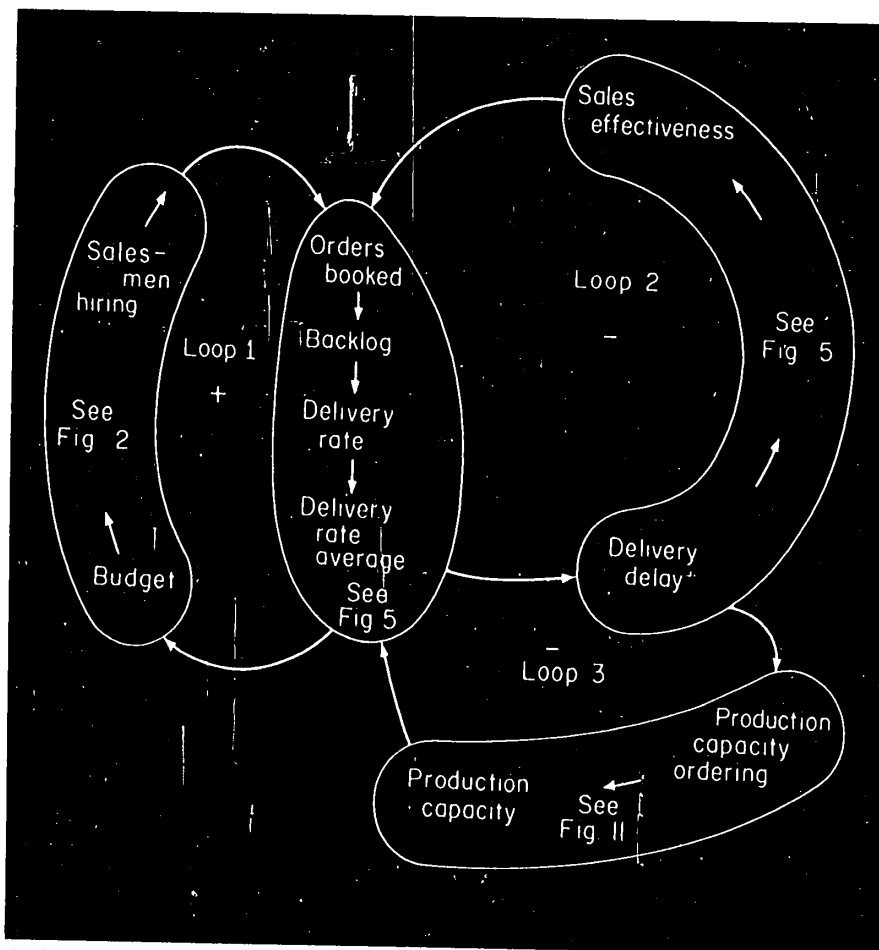 Sales
effectiveness
Sales-
men
hiring
Orders
booked
Loop 2
-
See
Fig 5
Loop 1
+
Backlog
See
Fig 2
Delivery
rate
Delivery
rate
average
Budget
See
Fig 5
Delivery
delay
-
Loop 3
Production
capacity
ordering
Production
capacity
See
Fig 11